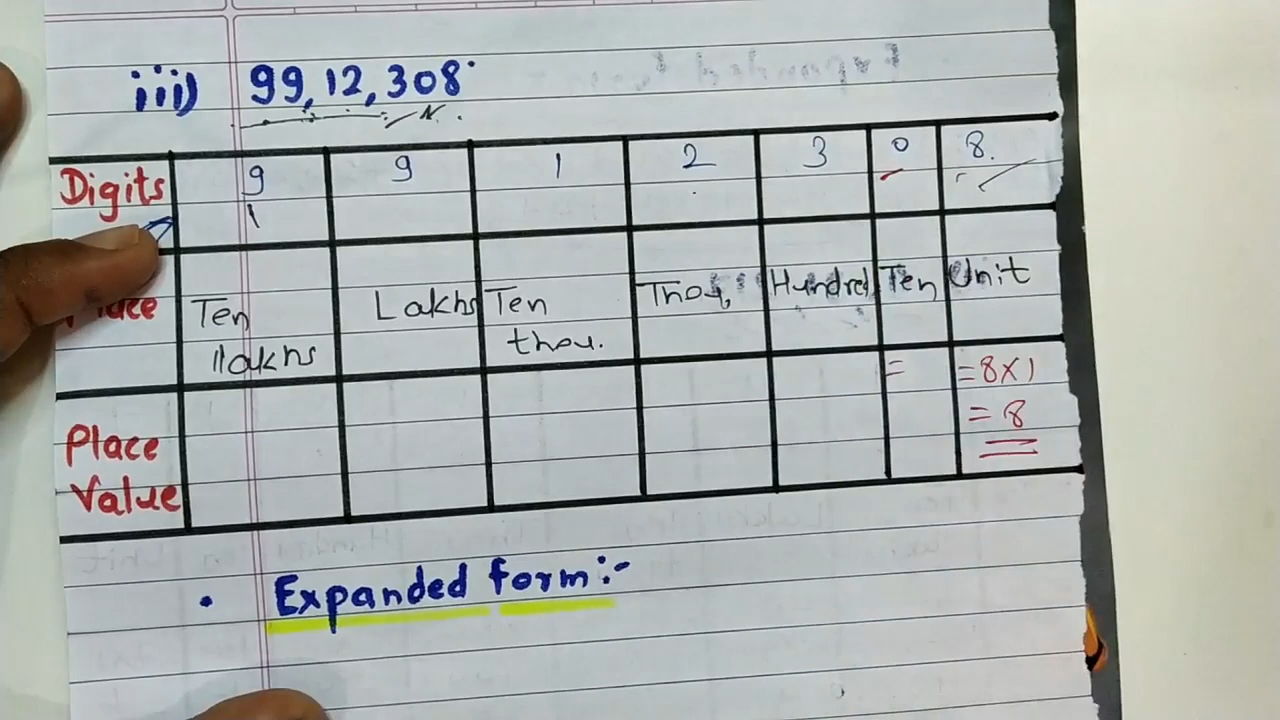 iii) 99,12,308
Digits 9 9 1 2 3 0 8.
Place Ten Lakhs Ten Thou, Hundred Ten Unit
llakhs thou.
Place = =8×1
Value = 8
• Expanded form:-